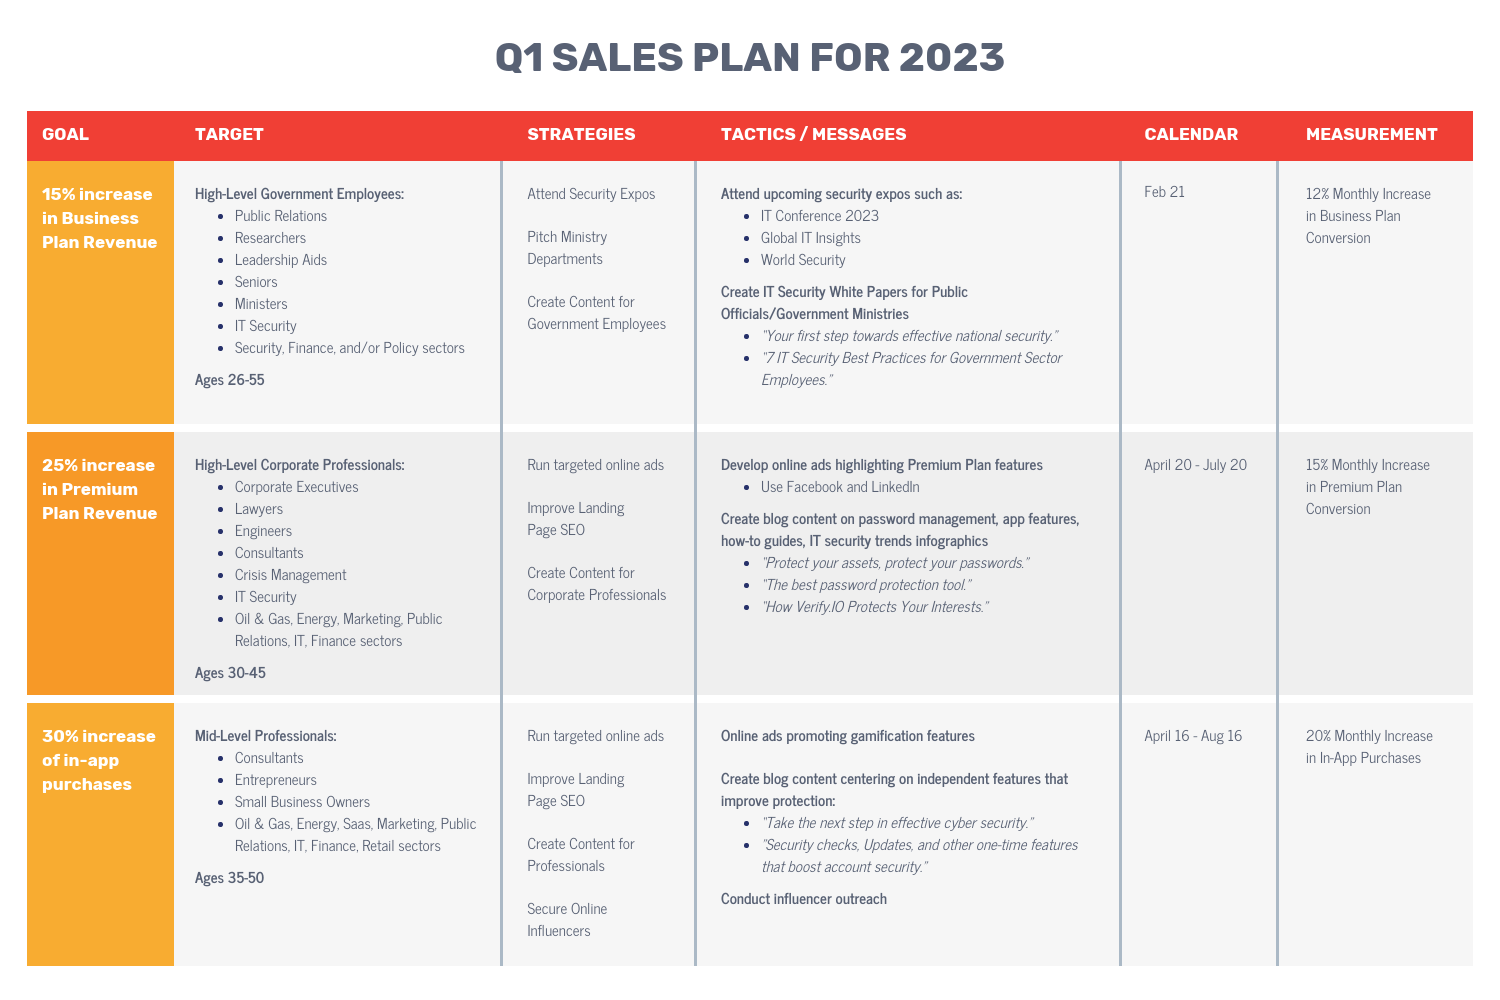 Q1 SALES PLAN FOR 2023
GOAL
TARGET
STRATEGIES
TACTICS / MESSAGES
CALENDAR
MEASUREMENT
15% increase
in Business
Plan Revenue
High-Level Government Employees:
Public Relations
Researchers
Leadership Aids
Seniors
Ministers
IT Security
Security, Finance, and/or Policy sectors
Ages 26-55
Attend Security Expos
Pitch Ministry
Departments
Create Content for
Government Employees
Attend upcoming security expos such as:
IT Conference 2023
Global IT Insights
World Security
Create IT Security White Papers for Public
Officials/Government Ministries
"Your first step towards effective national security."
"7 IT Security Best Practices for Government Sector
Employees."
Feb 21
12% Monthly Increase
in Business Plan
Conversion
25% increase
in Premium
Plan Revenue
High-Level Corporate Professionals:
Corporate Executives
Lawyers
Engineers
Consultants
Crisis Management
IT Security
Oil & Gas, Energy, Marketing, Public
Relations, IT, Finance sectors
Ages 30-45
Run targeted online ads
Improve Landing
Page SEO
Create Content for
Corporate Professionals
Develop online ads highlighting Premium Plan features
Use Facebook and LinkedIn
Create blog content on password management, app features,
how-to guides, IT security trends infographics
"Protect your assets, protect your passwords."
"The best password protection tool."
"How Verify.IO Protects Your Interests."
April 20 - July 20
15% Monthly Increase
in Premium Plan
Conversion
30% increase
of in-app
purchases
Mid-Level Professionals:
Consultants
Entrepreneurs
Small Business Owners
Oil & Gas, Energy, Saas, Marketing, Public
Relations, IT, Finance, Retail sectors
Ages 35-50
Run targeted online ads
Improve Landing
Page SEO
Create Content for
Professionals
Secure Online
Influencers
Online ads promoting gamification features
Create blog content centering on independent features that
improve protection:
"Take the next step in effective cyber security."
"Security checks, Updates, and other one-time features
that boost account security."
Conduct influencer outreach
April 16 - Aug 16
20% Monthly Increase
in In-App Purchases